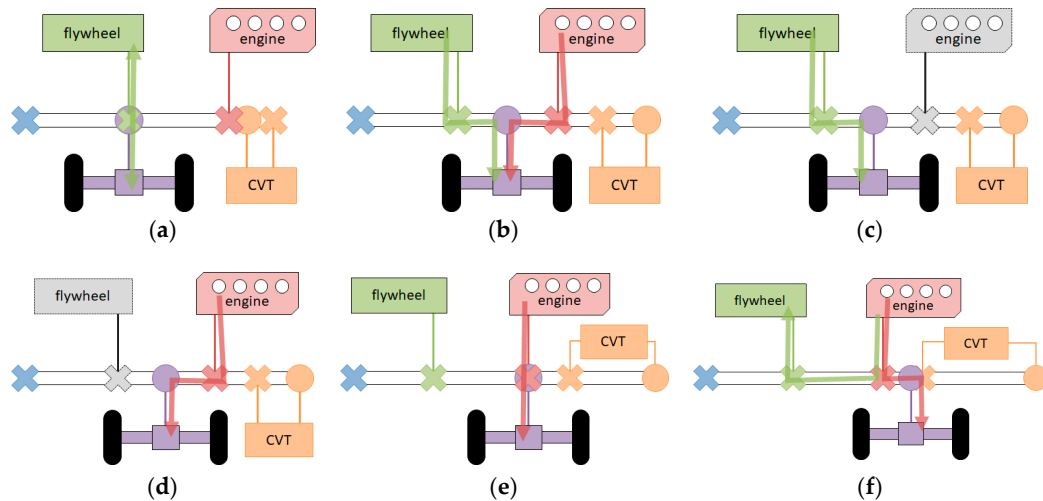 flywheel
engine
CVT
(a)
flywheel
engine
CVT
(b)
flywheel
engine
CVT
(c)
flywheel
engine
CVT
(d)
flywheel
engine
CVT
(e)
flywheel
engine
CVT
(f)